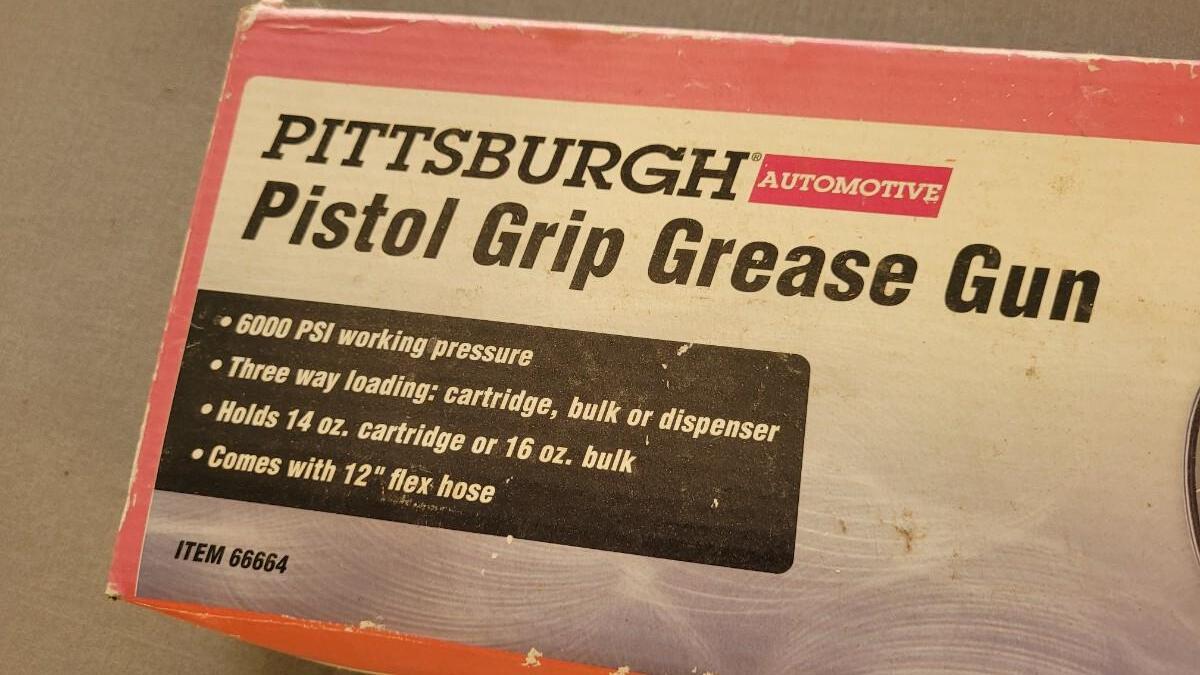 PITTSBURGH® AUTOMOTIVE
Pistol Grip Grease Gun
• 6000 PSI working pressure
• Three way loading: cartridge, bulk or dispenser
• Holds 14 oz. cartridge or 16 oz. bulk
• Comes with 12" flex hose
ITEM 66664